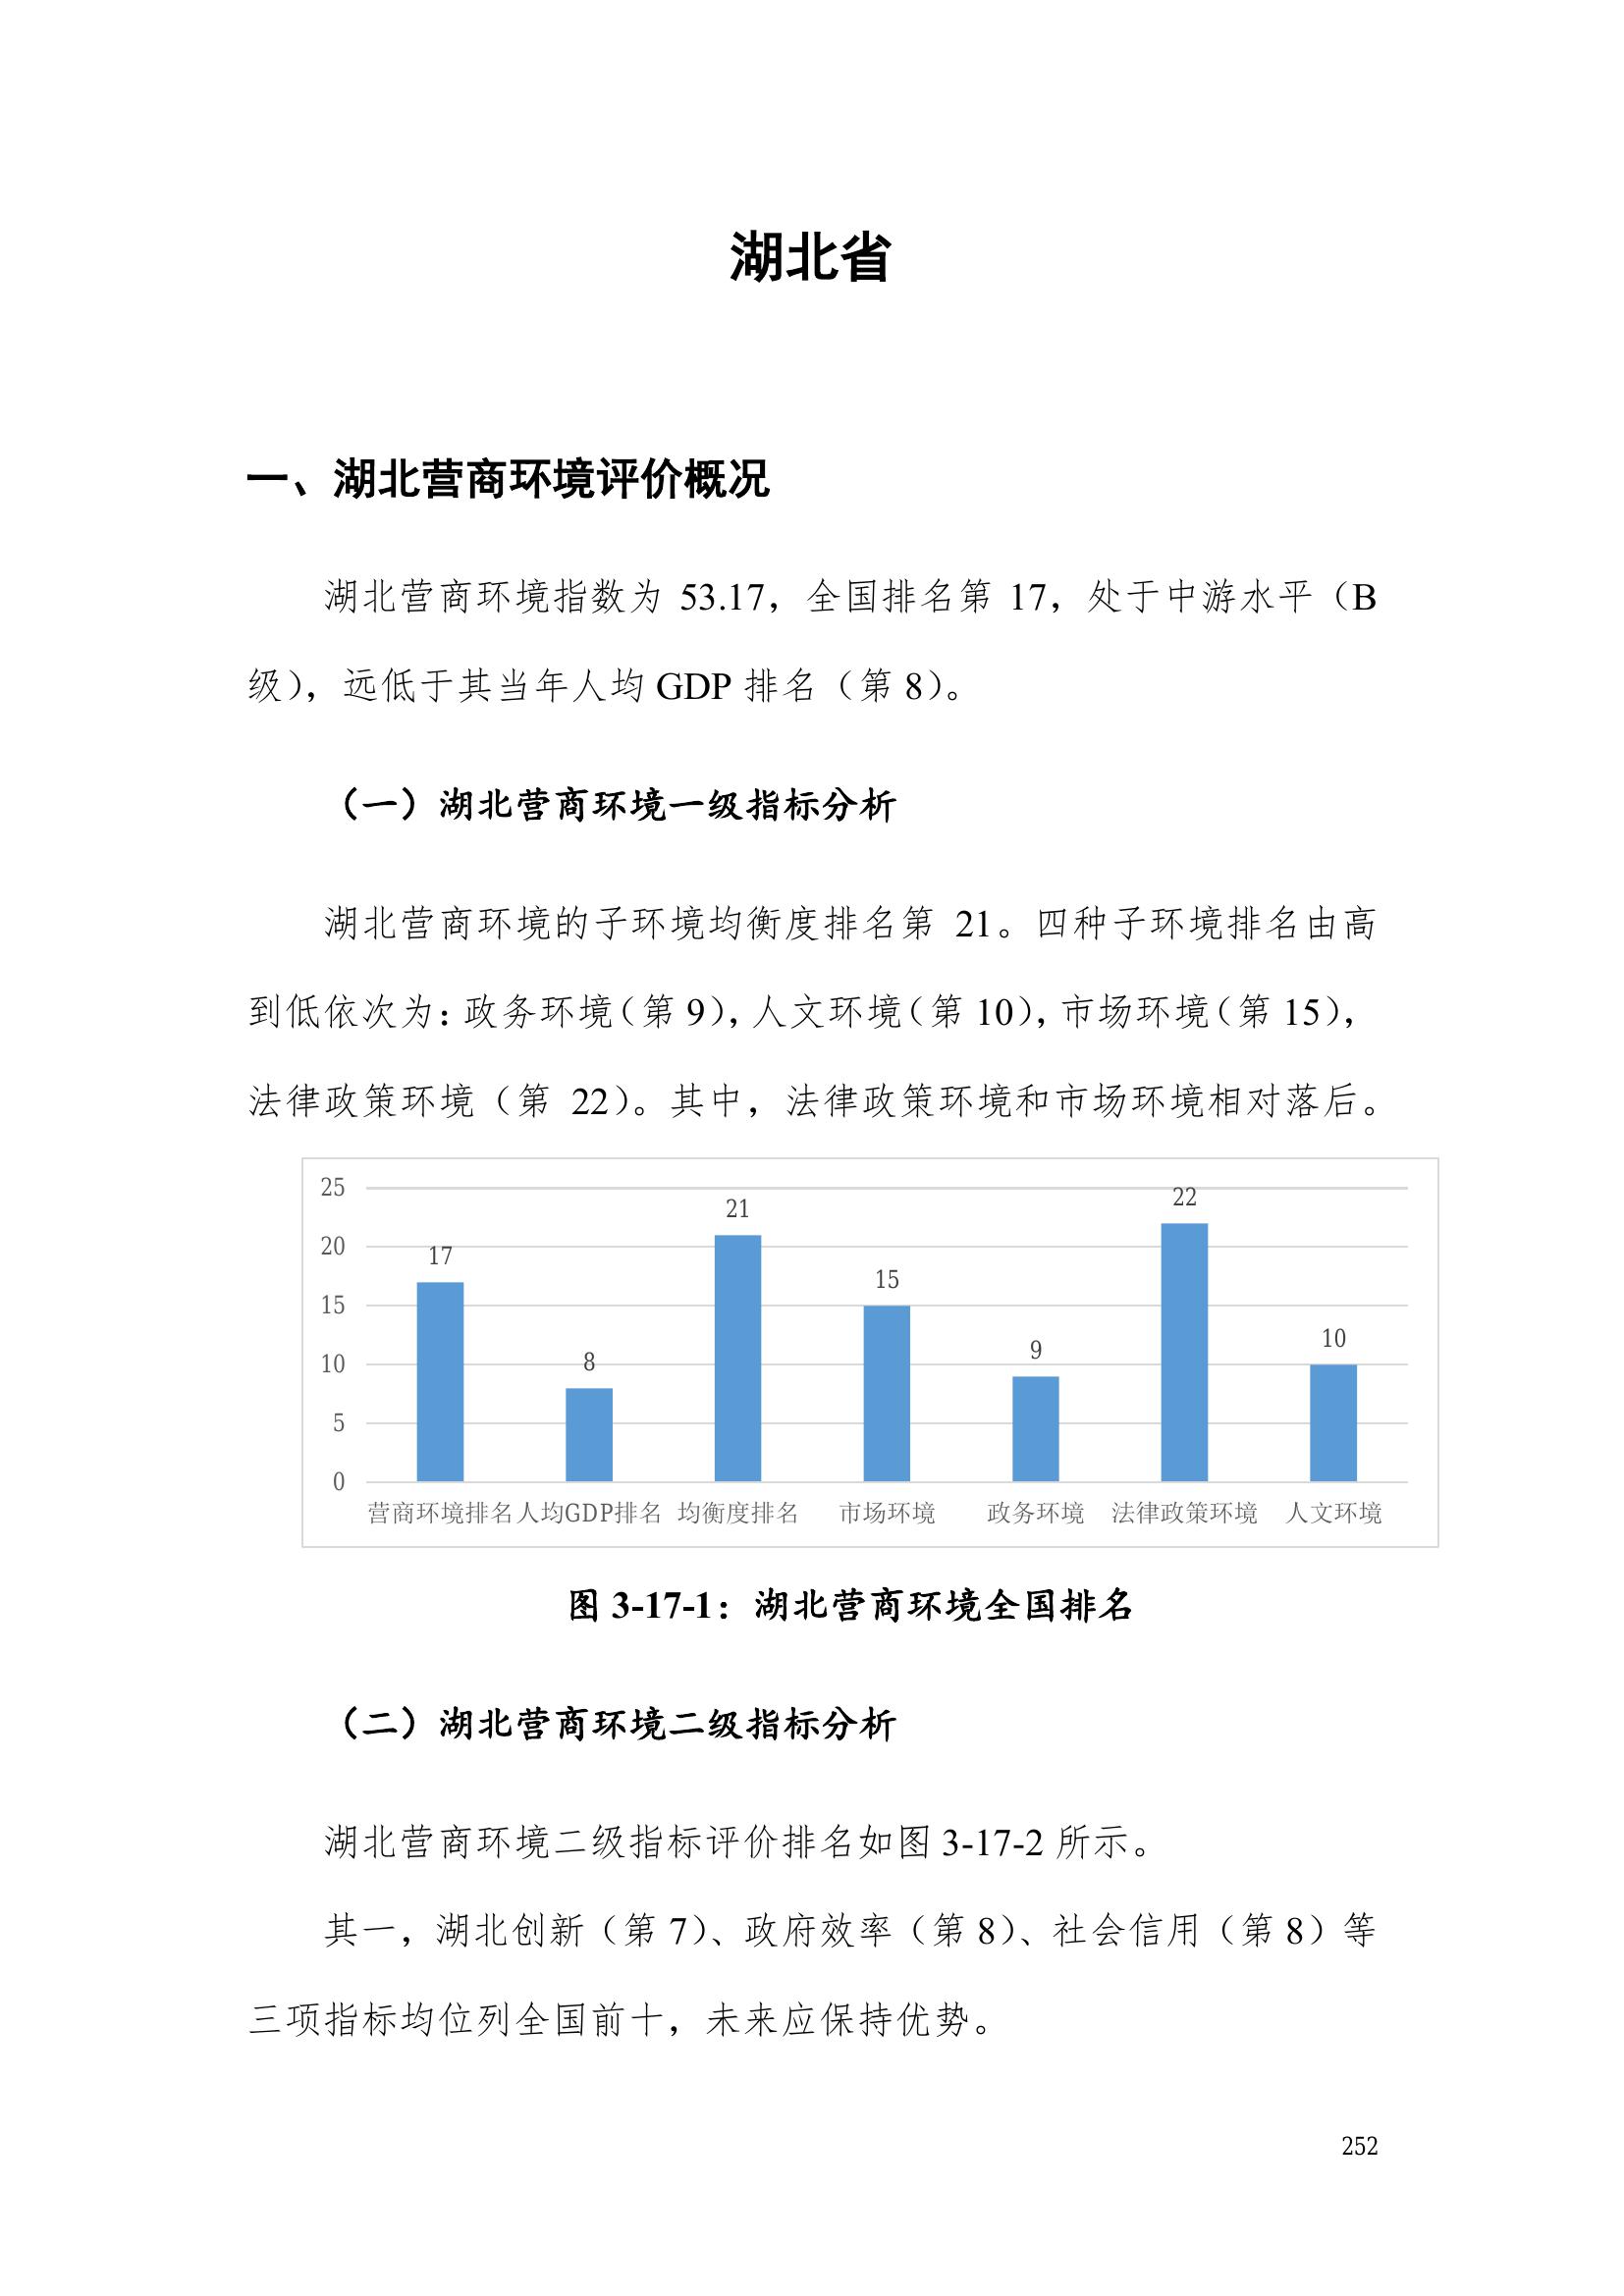 湖北省
一、湖北营商环境评价概况
湖北营商环境指数为 53.17，全国排名第 17，处于中游水平（B
级），远低于其当年人均 GDP 排名（第 8）。
（一）湖北营商环境一级指标分析
湖北营商环境的子环境均衡度排名第 21。四种子环境排名由高
到低依次为：政务环境（第 9），人文环境（第 10），市场环境（第 15），
法律政策环境（第 22）。其中，法律政策环境和市场环境相对落后。
25
20
15
10
5
0
17
8
21
15
9
22
10
营商环境排名 人均GDP排名 均衡度排名 市场环境 政务环境 法律政策环境 人文环境
图 3-17-1：湖北营商环境全国排名
（二）湖北营商环境二级指标分析
湖北营商环境二级指标评价排名如图 3-17-2 所示。
其一，湖北创新（第 7）、政府效率（第 8）、社会信用（第 8）等
三项指标均位列全国前十，未来应保持优势。
252